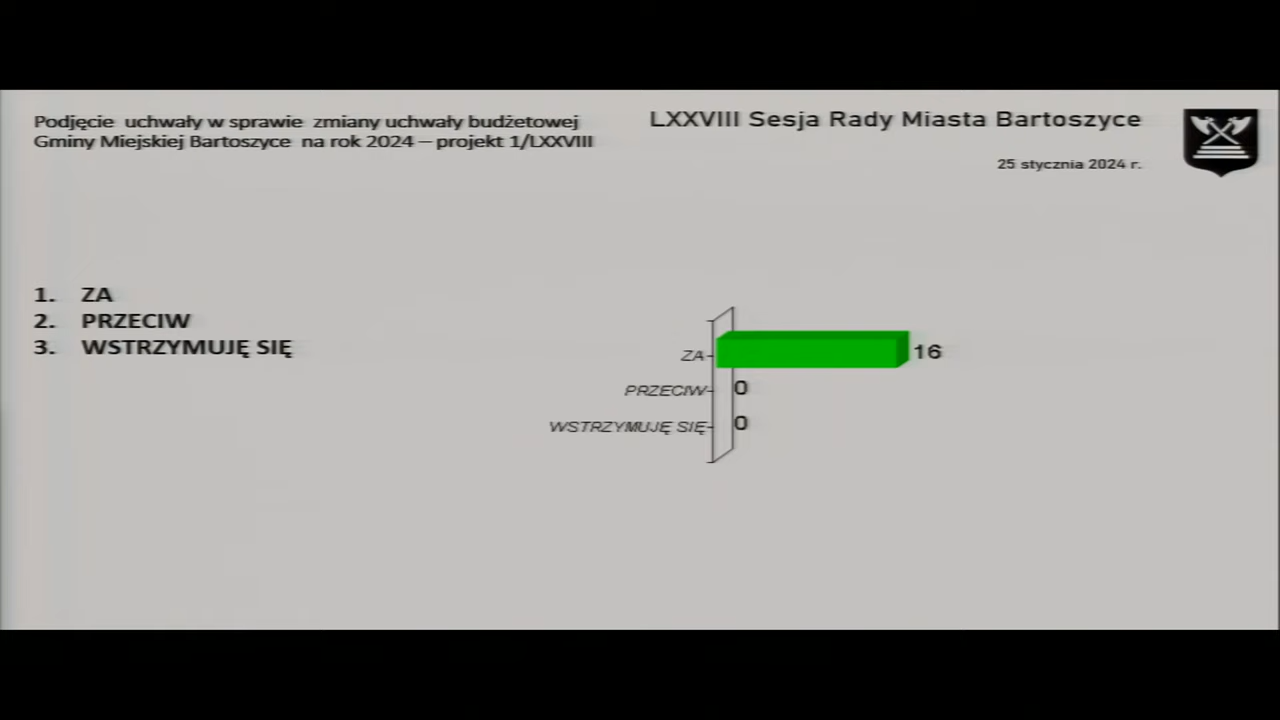 Podjęcie uchwały w sprawie zmiany uchwały budżetowej
Gminy Miejskiej Bartoszyce na rok 2024 – projekt 1/LXXVIII
LXXVIII Sesja Rady Miasta Bartoszyce
25 stycznia 2024 r.
1. ZA
2. PRZECIW
3. WSTRZYMUJĘ SIĘ
ZA 16
PRZECIW 0
WSTRZYMUJĘ SIĘ 0